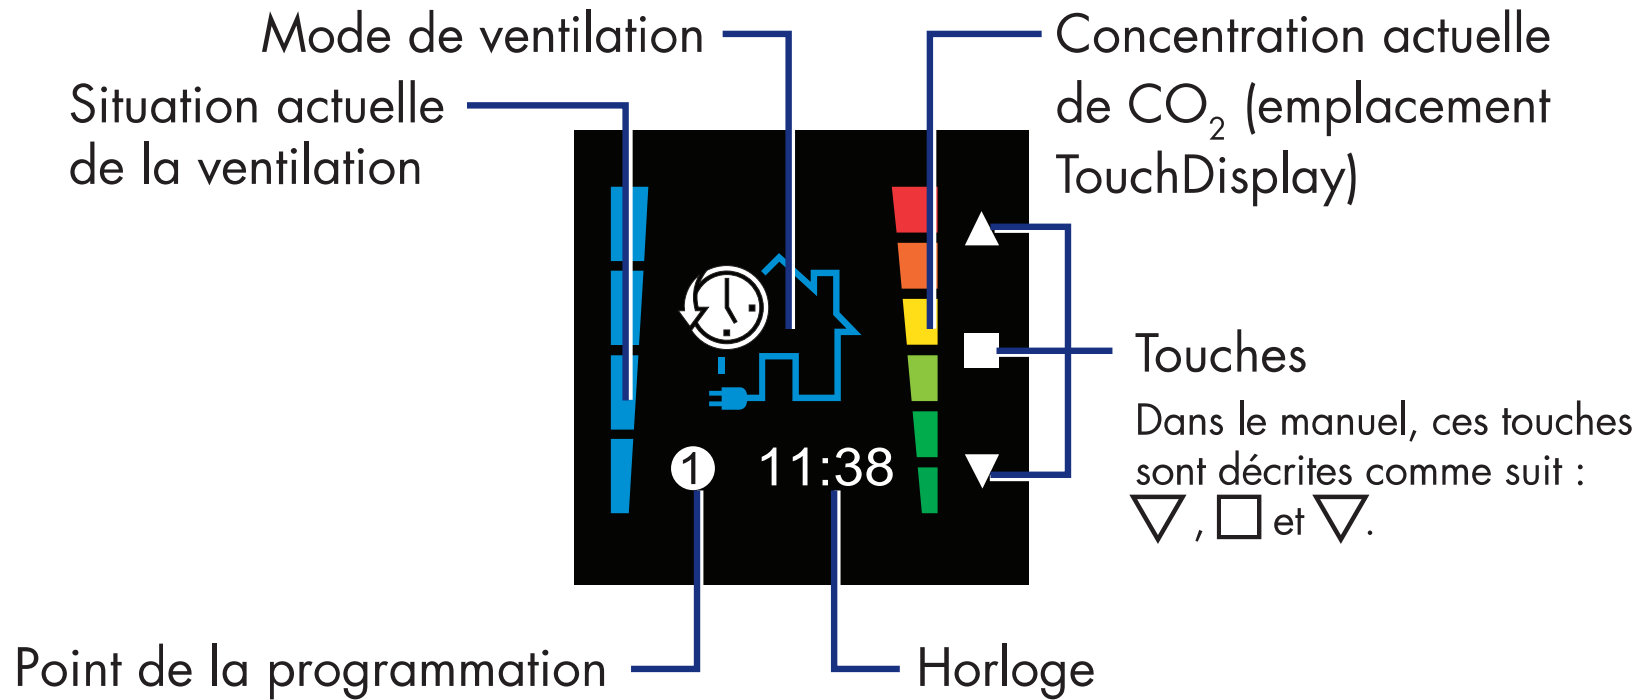 Mode de ventilation
Situation actuelle
de la ventilation
Concentration actuelle
de CO₂ (emplacement
TouchDisplay)
Touches
Dans le manuel, ces touches
sont décrites comme suit :
▽, □ et ▽.
1 11:38
Point de la programmation
Horloge